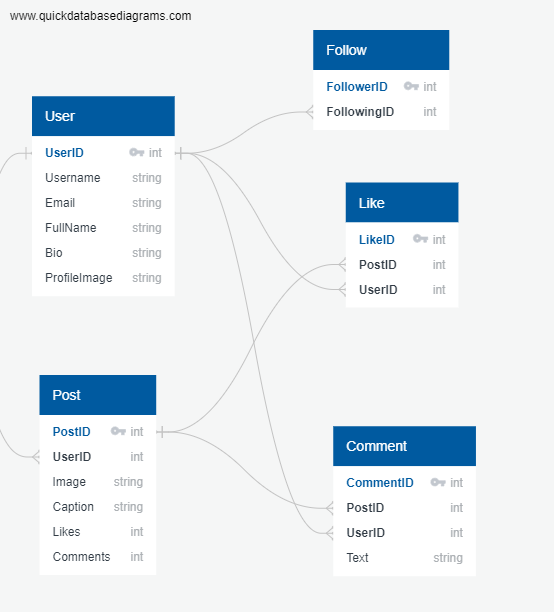 www.quickdatabasediagrams.com
Follow
FollowerID int
FollowingID int
User
UserID int
Username string
Email string
FullName string
Bio string
ProfileImage string
Like
LikeID int
PostID int
UserID int
Post
PostID int
UserID int
Image string
Caption string
Likes int
Comments int
Comment
CommentID int
PostID int
UserID int
Text string